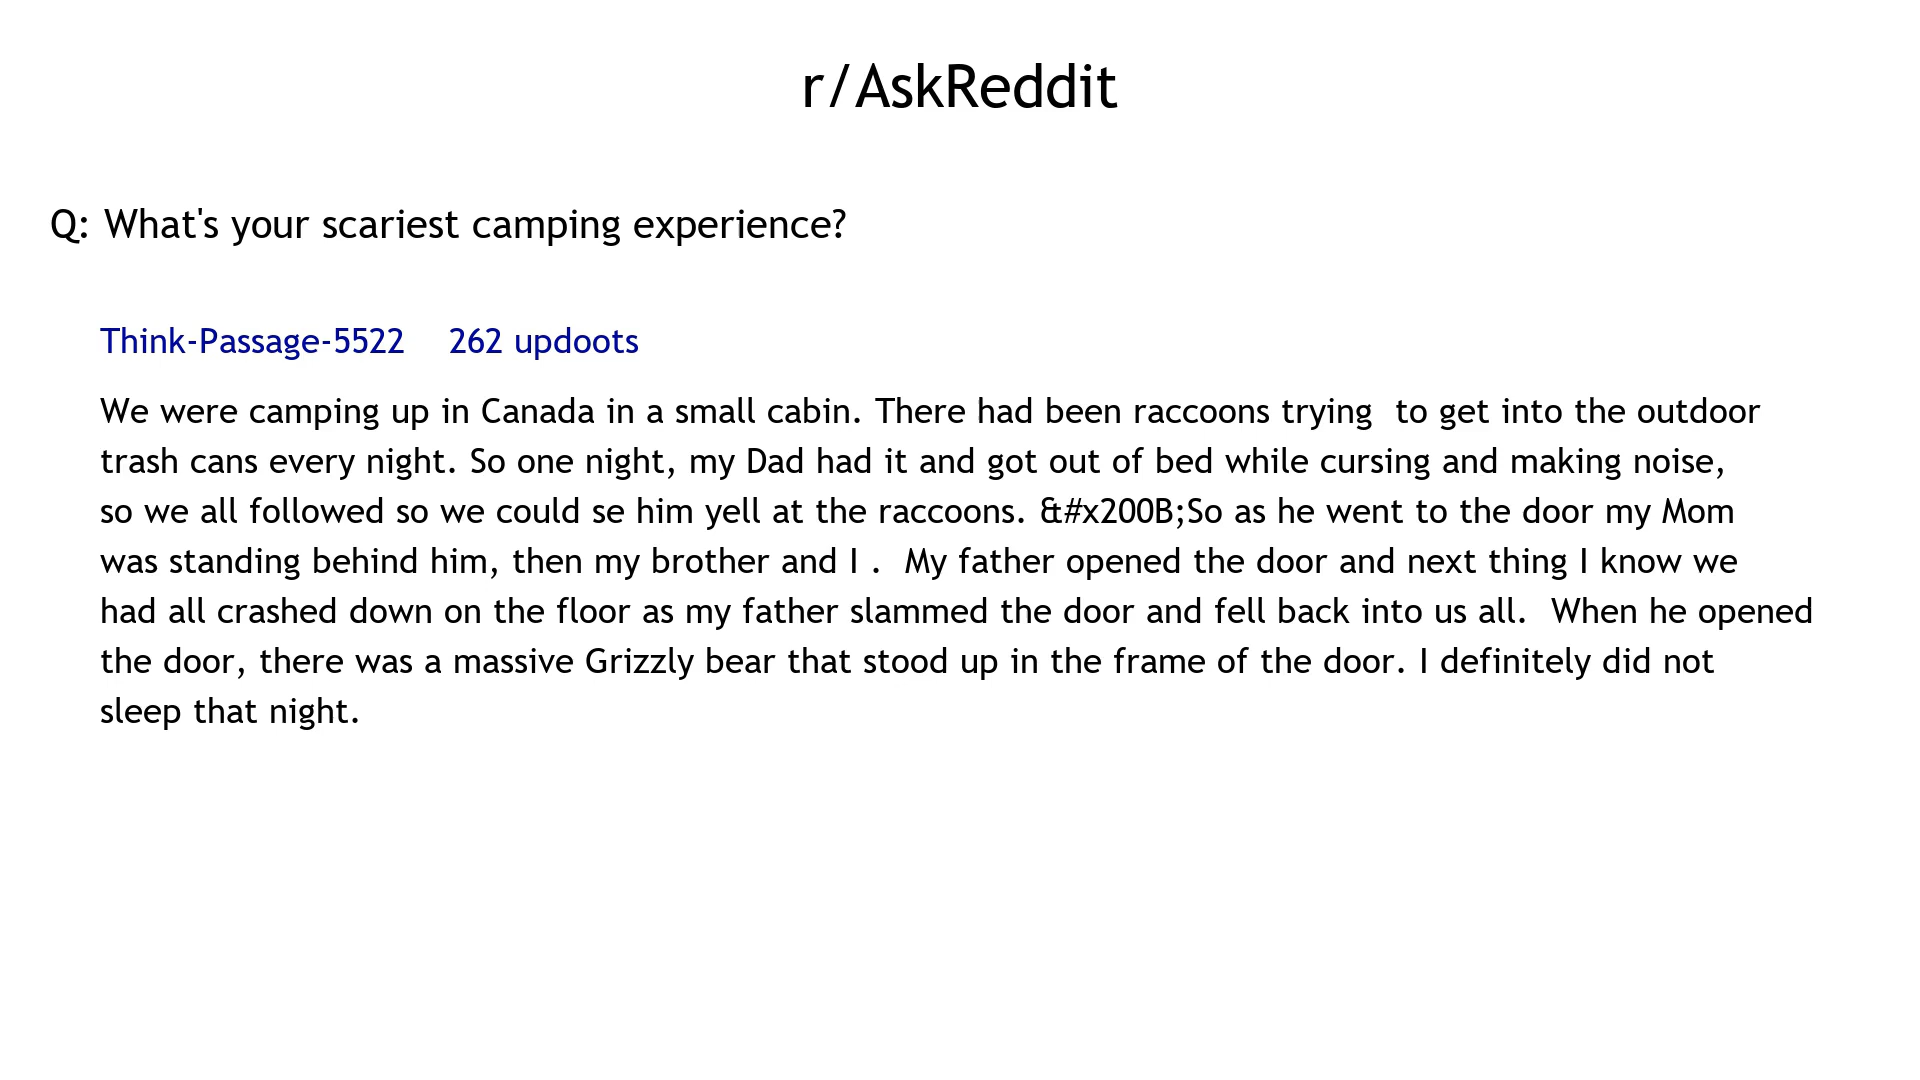 r/AskReddit
Q: What's your scariest camping experience?
Think-Passage-5522    262 updoots
We were camping up in Canada in a small cabin. There had been raccoons trying  to get into the outdoor
trash cans every night. So one night, my Dad had it and got out of bed while cursing and making noise,
so we all followed so we could se him yell at the raccoons. &#x200B;So as he went to the door my Mom
was standing behind him, then my brother and I .  My father opened the door and next thing I know we
had all crashed down on the floor as my father slammed the door and fell back into us all.  When he opened
the door, there was a massive Grizzly bear that stood up in the frame of the door. I definitely did not
sleep that night.